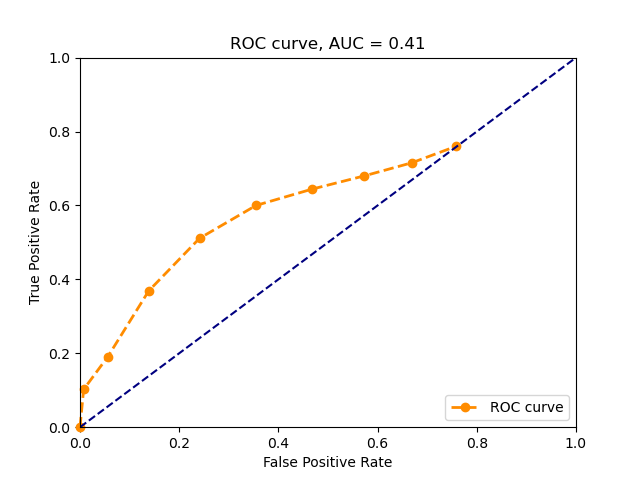 ROC curve, AUC = 0.41
1.0
0.8
0.6
0.4
0.2
0.0
True Positive Rate
ROC curve
0.0 0.2 0.4 0.6 0.8 1.0
False Positive Rate